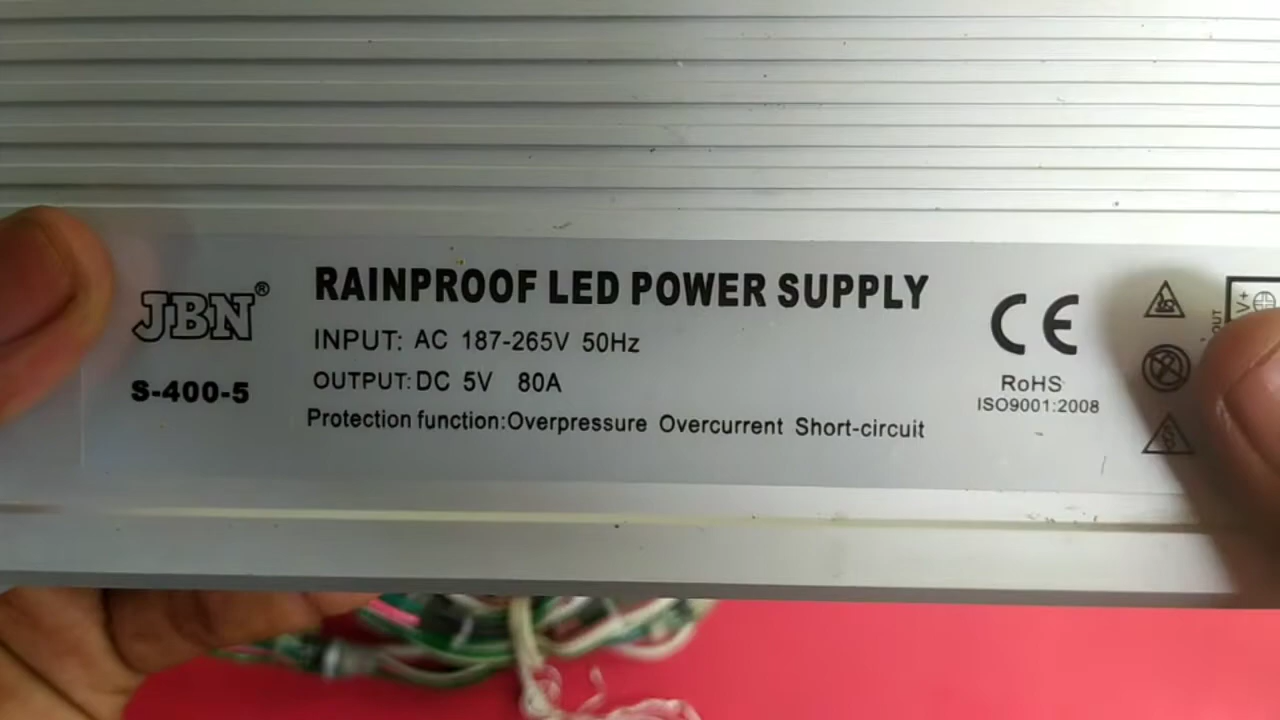 JBN®
S-400-5
RAINPROOF LED POWER SUPPLY
INPUT: AC 187-265V 50Hz
OUTPUT: DC 5V 80A
Protection function:Overpressure Overcurrent Short-circuit
CE
RoHS
ISO9001:2008
V+